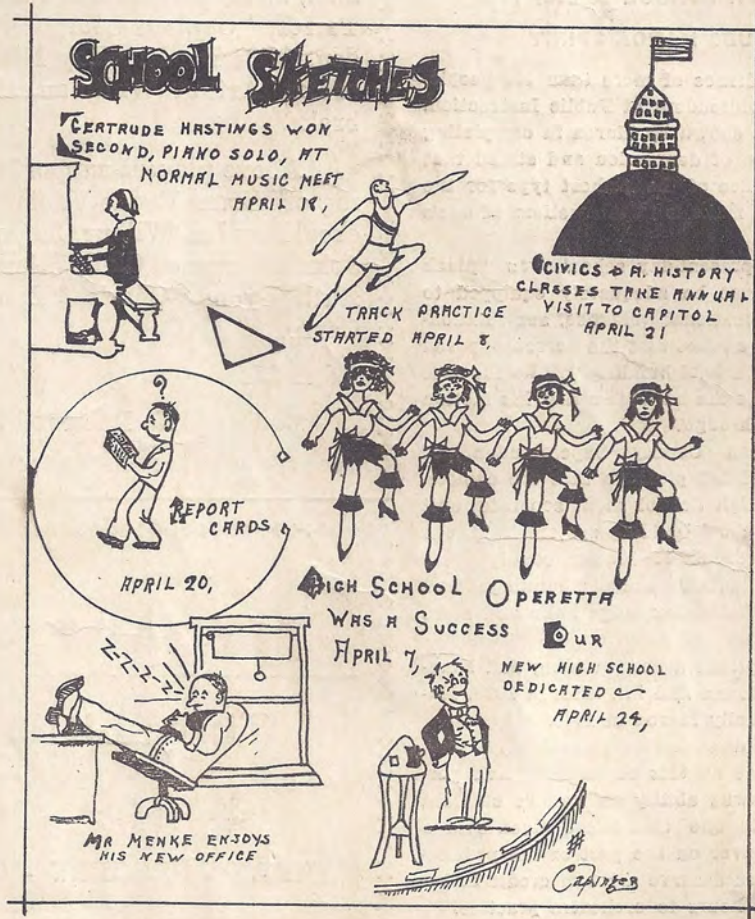 SCHOOL SKETCHES
GERTRUDE HASTINGS WON
SECOND, PIANO SOLO, AT
NORMAL MUSIC MEET
APRIL 18,
TRACK PRACTICE
STARTED APRIL 8,
CIVICS & A. HISTORY
CLASSES TAKE ANNUAL
VISIT TO CAPITOL
APRIL 21
?
REPORT
CARDS
APRIL 20,
HIGH SCHOOL OPERETTA
WAS A SUCCESS
APRIL 7,
Z-Z-Z-Z-Z
MR MENKE ENJOYS
HIS NEW OFFICE
OUR
NEW HIGH SCHOOL
DEDICATED
APRIL 24,